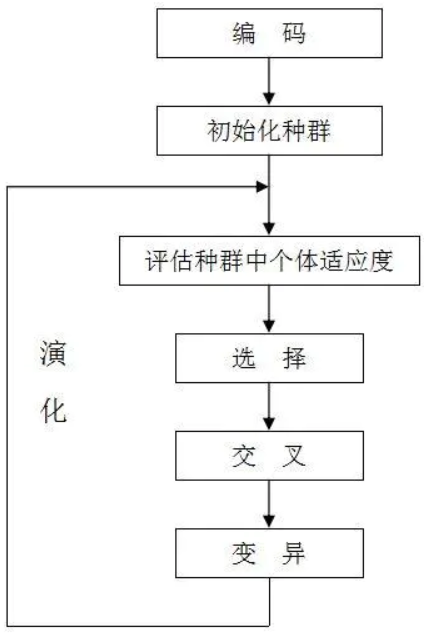 编 码
初始化种群
评估种群中个体适应度
演
化
选 择
交 叉
变 异